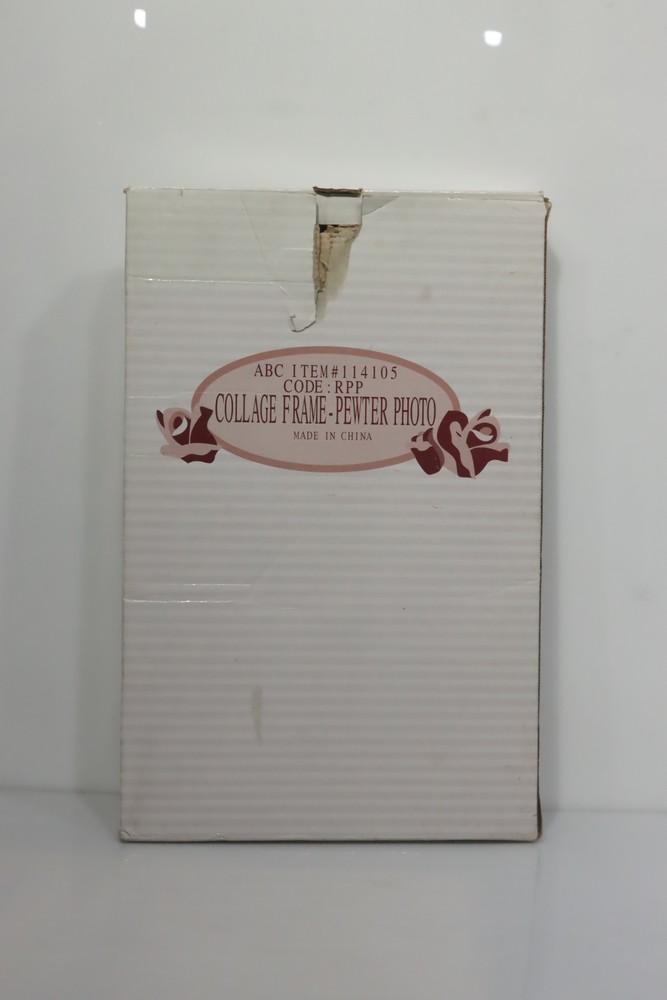 ABC ITEM#114105
CODE:RPP
COLLAGE FRAME-PEWTER PHOTO
MADE IN CHINA